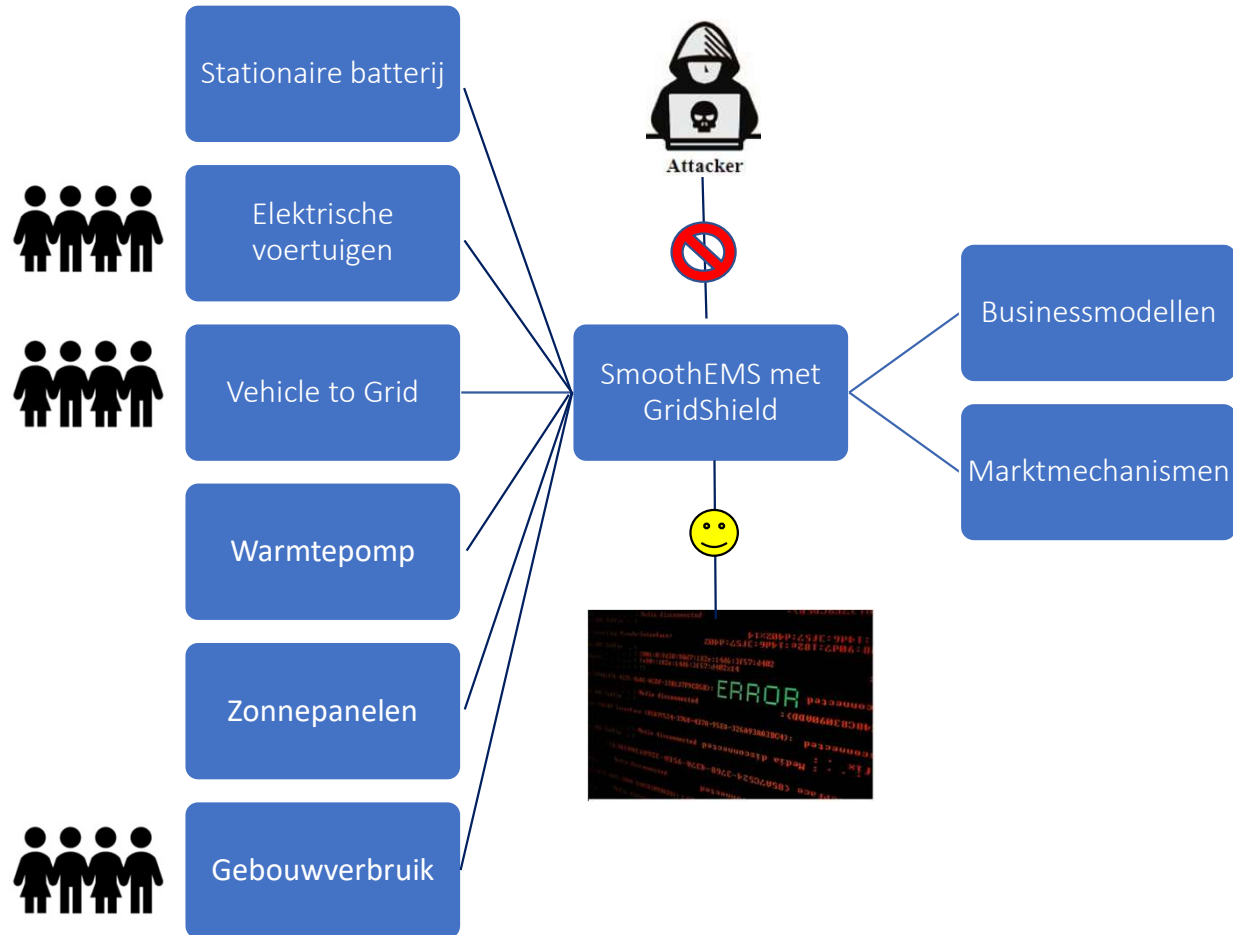 Stationaire batterij
Elektrische
voertuigen
Vehicle to Grid
Warmtepomp
Zonnepanelen
Gebouwverbruik
Attacker
SmoothEMS met
GridShield
ERROR
Businessmodellen
Marktmechanismen